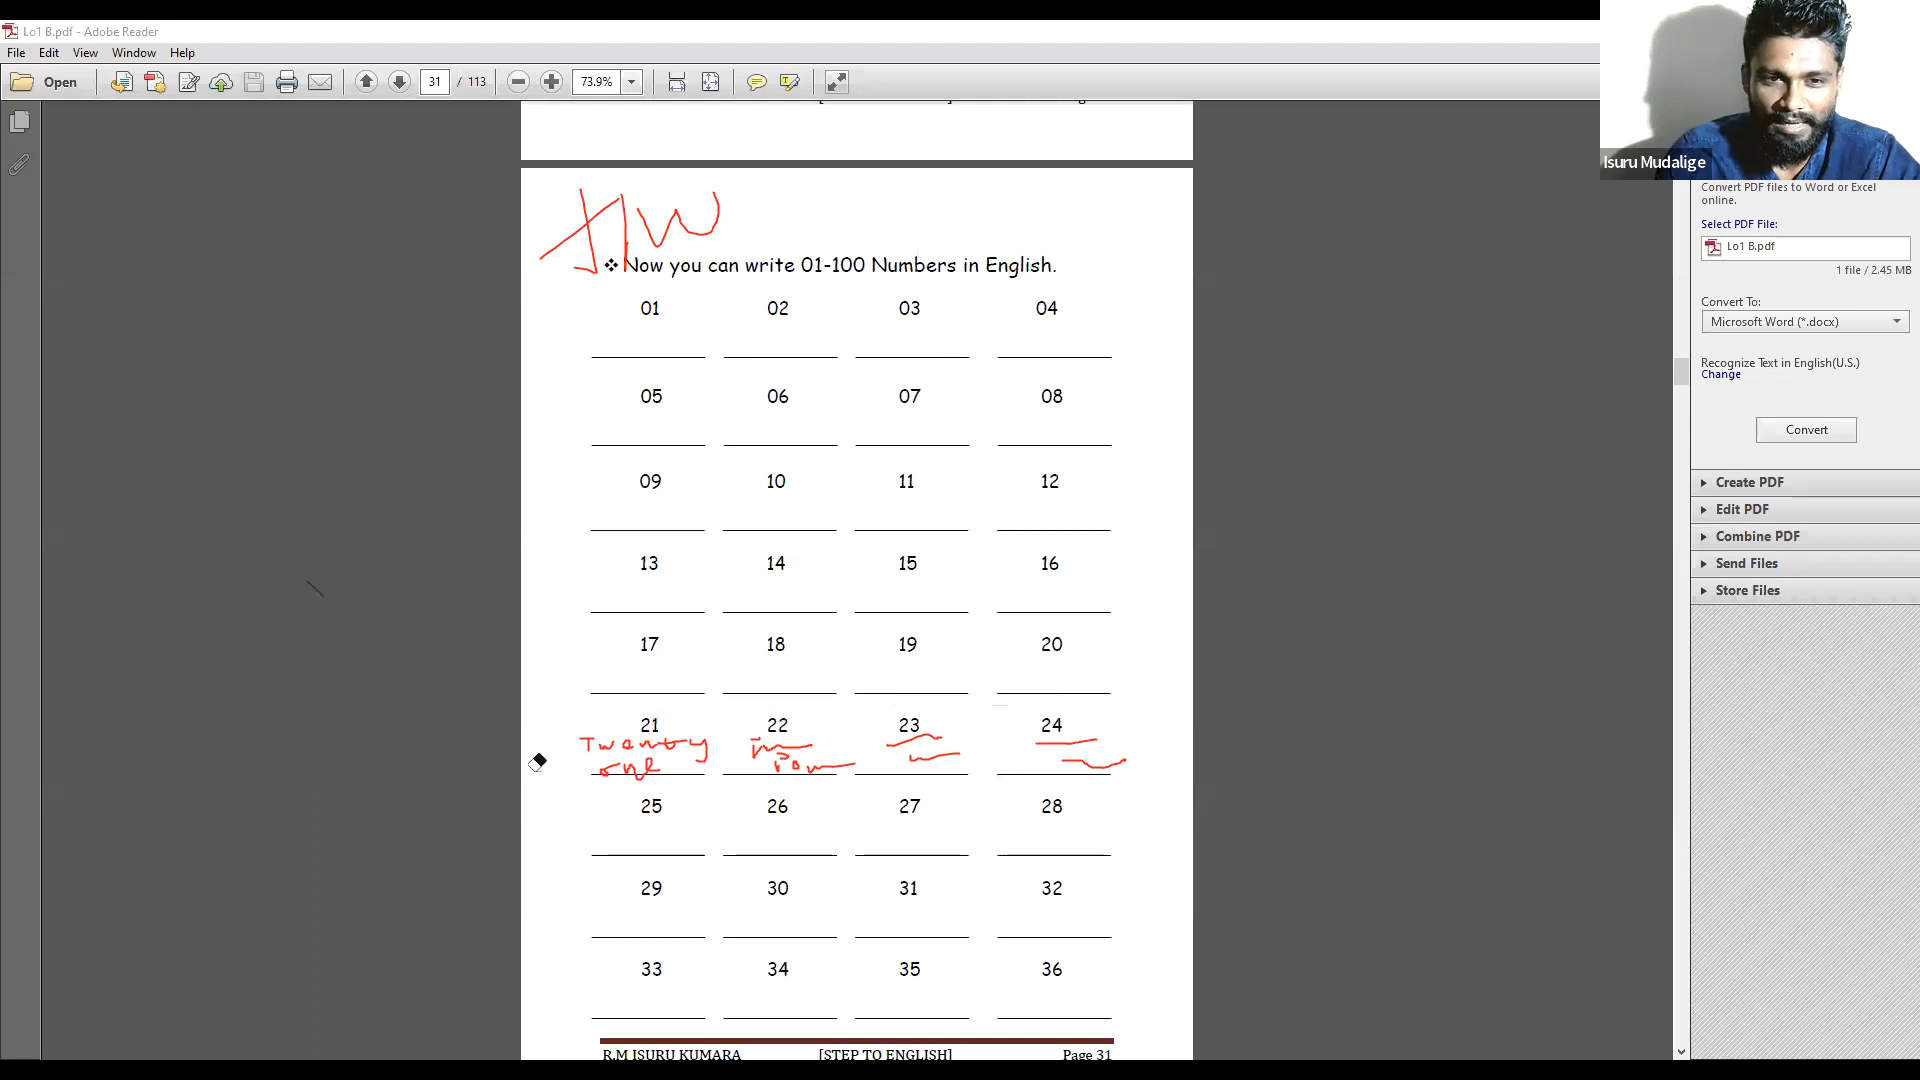 Lo1 B.pdf - Adobe Reader
File Edit View Window Help
Open 31 / 113 73.9%
Isuru Mudalige
Convert PDF files to Word or Excel
online.
Select PDF File:
Lo1 B.pdf
1 file / 2.45 MB
Convert To:
Microsoft Word (*.docx)
Recognize Text in English(U.S.)
Change
Convert
Create PDF
Edit PDF
Combine PDF
Send Files
Store Files
H.W
❖ Now you can write 01-100 Numbers in English.
01 02 03 04
05 06 07 08
09 10 11 12
13 14 15 16
17 18 19 20
21 22 23 24
Twenty
one
25 26 27 28
29 30 31 32
33 34 35 36
R.M ISURU KUMARA [STEP TO ENGLISH] Page 31